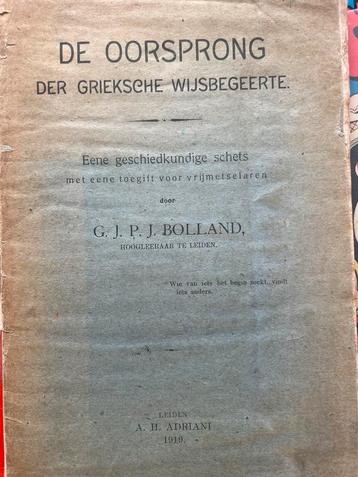 DE OORSPRONG
DER GRIEKSCHE WIJSBEGEERTE.
Eene geschiedkundige schets
met eene toegift voor vrijmetselaren
door
G. J. P. J. BOLLAND,
HOOGLEERAAR TE LEIDEN.
Wie van iets het begin zoekt, vindt
iets anders.
LEIDEN
A. H. ADRIANI
1910.